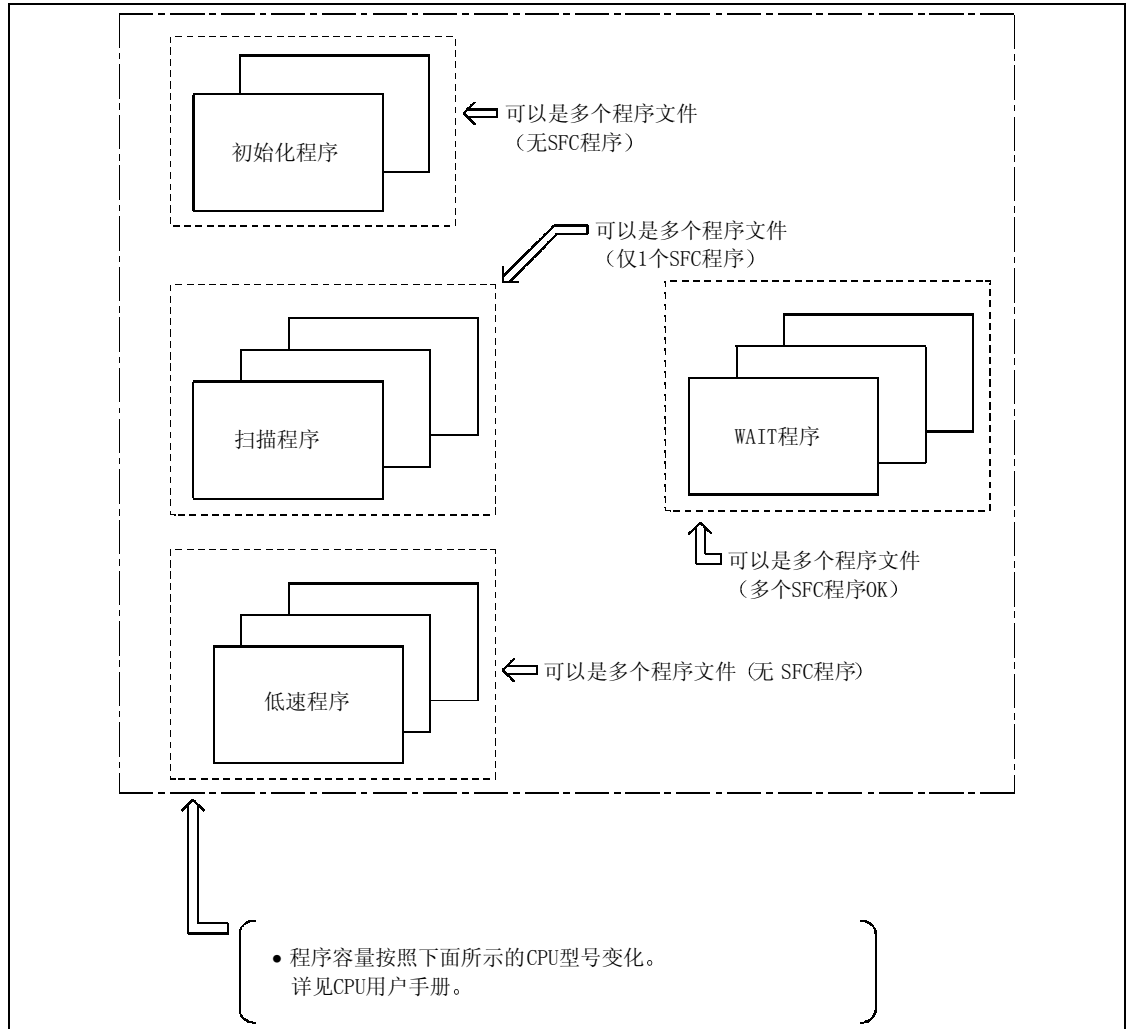 初始化程序
可以是多个程序文件
（无SFC程序）
可以是多个程序文件
（仅1个SFC程序）
扫描程序
WAIT程序
可以是多个程序文件
（多个SFC程序OK）
低速程序
可以是多个程序文件 (无 SFC程序)
• 程序容量按照下面所示的CPU型号变化。
详见CPU用户手册。